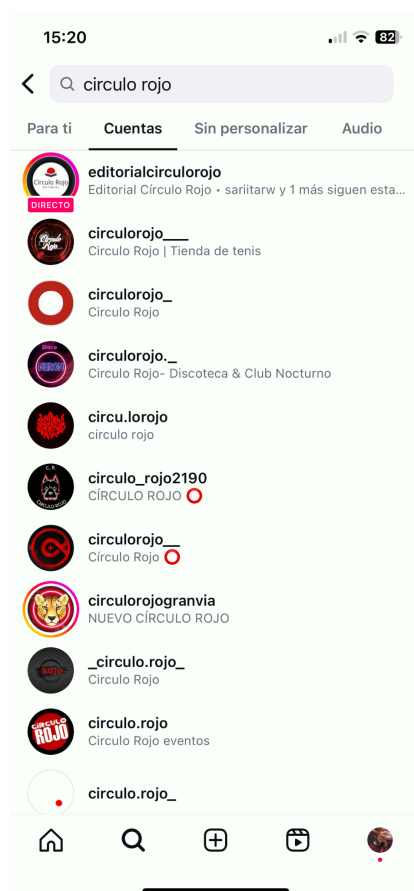 15:20
82
circulo rojo
Para ti Cuentas Sin personalizar Audio
Círculo Rojo
DIRECTO
editorialcirculorojo
Editorial Círculo Rojo • sariitarw y 1 más siguen esta...
circulorojo____
Circulo Rojo | Tienda de tenis
circulorojo_
Circulo Rojo
DISCO
circulorojo._
Circulo Rojo- Discoteca & Club Nocturno
circu.lorojo
circulo rojo
C. R.
CIRCULO ROJO
circulo_rojo2190
CÍRCULO ROJO ⭕
circulorojo__
Círculo Rojo ⭕
circulorojogranvia
NUEVO CÍRCULO ROJO
ROJO
_circulo.rojo_
Circulo Rojo
CIRCULO
ROJO
circulo.rojo
Circulo Rojo eventos
circulo.rojo_